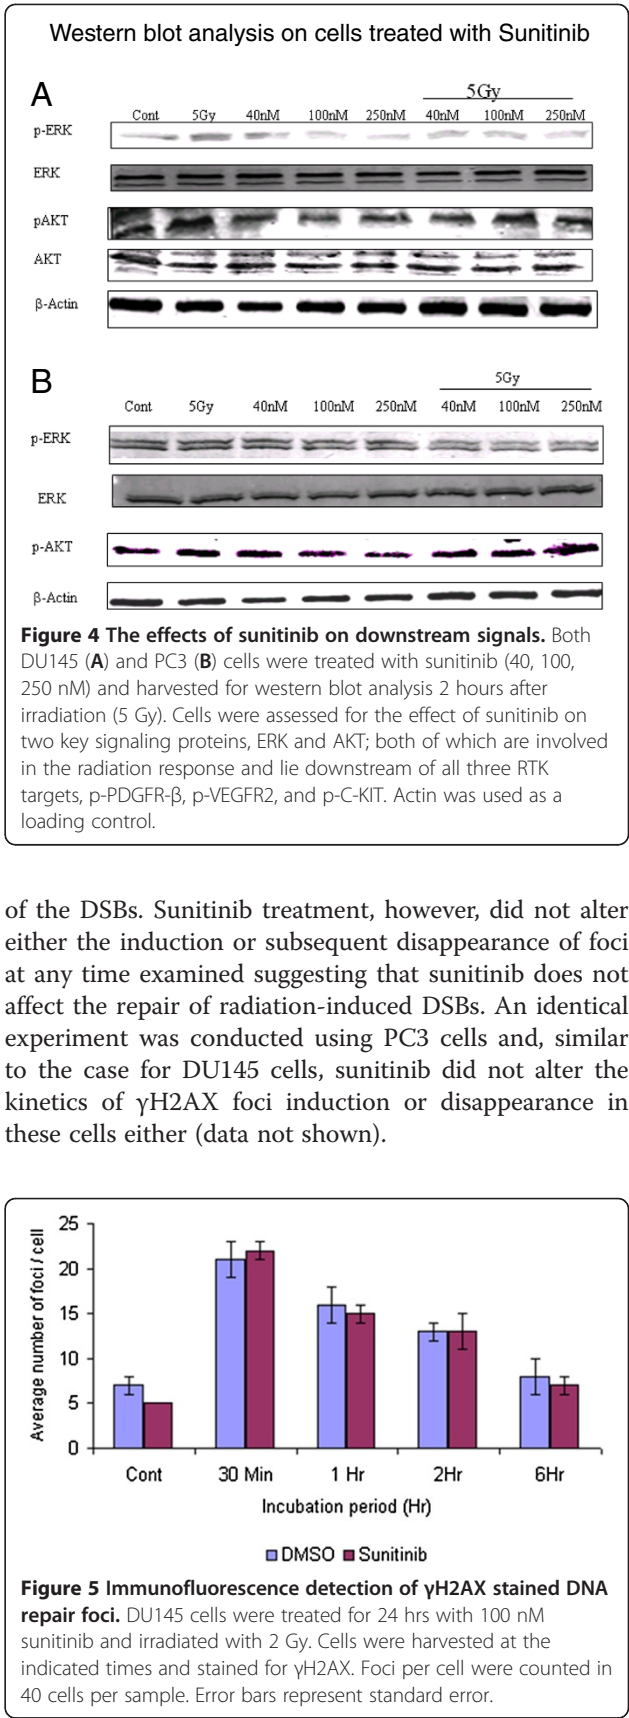 Western blot analysis on cells treated with Sunitinib
A
5Gy
Cont 5Gy 40nM 100nM 250nM 40nM 100nM 250nM
p-ERK
ERK
pAKT
AKT
β-Actin
B
5Gy
Cont 5Gy 40nM 100nM 250nM 40nM 100nM 250nM
p-ERK
ERK
p-AKT
β-Actin
Figure 4 The effects of sunitinib on downstream signals. Both
DU145 (A) and PC3 (B) cells were treated with sunitinib (40, 100,
250 nM) and harvested for western blot analysis 2 hours after
irradiation (5 Gy). Cells were assessed for the effect of sunitinib on
two key signaling proteins, ERK and AKT; both of which are involved
in the radiation response and lie downstream of all three RTK
targets, p-PDGFR-β, p-VEGFR2, and p-C-KIT. Actin was used as a
loading control.
of the DSBs. Sunitinib treatment, however, did not alter
either the induction or subsequent disappearance of foci
at any time examined suggesting that sunitinib does not
affect the repair of radiation-induced DSBs. An identical
experiment was conducted using PC3 cells and, similar
to the case for DU145 cells, sunitinib did not alter the
kinetics of γH2AX foci induction or disappearance in
these cells either (data not shown).
25
20
15
10
5
0
Average number of foci / cell
Cont 30 Min 1 Hr 2Hr 6Hr
Incubation period (Hr)
DMSO Sunitinib
Figure 5 Immunofluorescence detection of γH2AX stained DNA
repair foci. DU145 cells were treated for 24 hrs with 100 nM
sunitinib and irradiated with 2 Gy. Cells were harvested at the
indicated times and stained for γH2AX. Foci per cell were counted in
40 cells per sample. Error bars represent standard error.